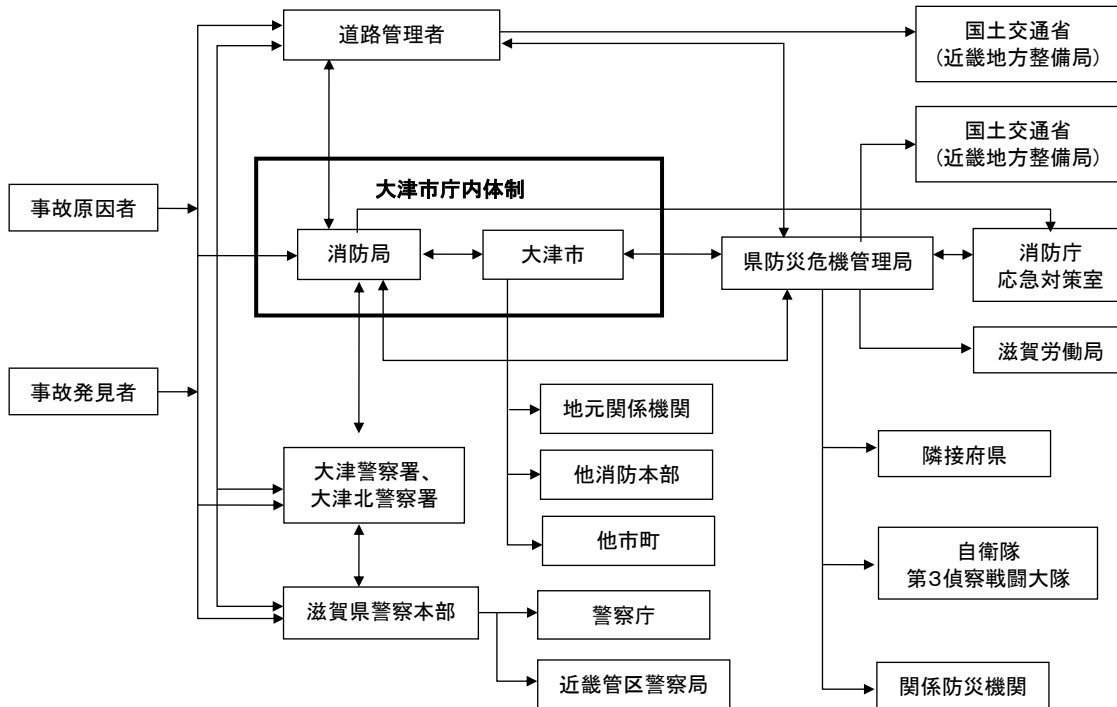 道路管理者
国土交通省
(近畿地方整備局)
国土交通省
(近畿地方整備局)
大津市庁内体制
事故原因者
消防局
大津市
県防災危機管理局
消防庁
応急対策室
滋賀労働局
事故発見者
地元関係機関
大津警察署、
大津北警察署
他消防本部
隣接府県
他市町
自衛隊
第3偵察戦闘大隊
滋賀県警察本部
警察庁
近畿管区警察局
関係防災機関